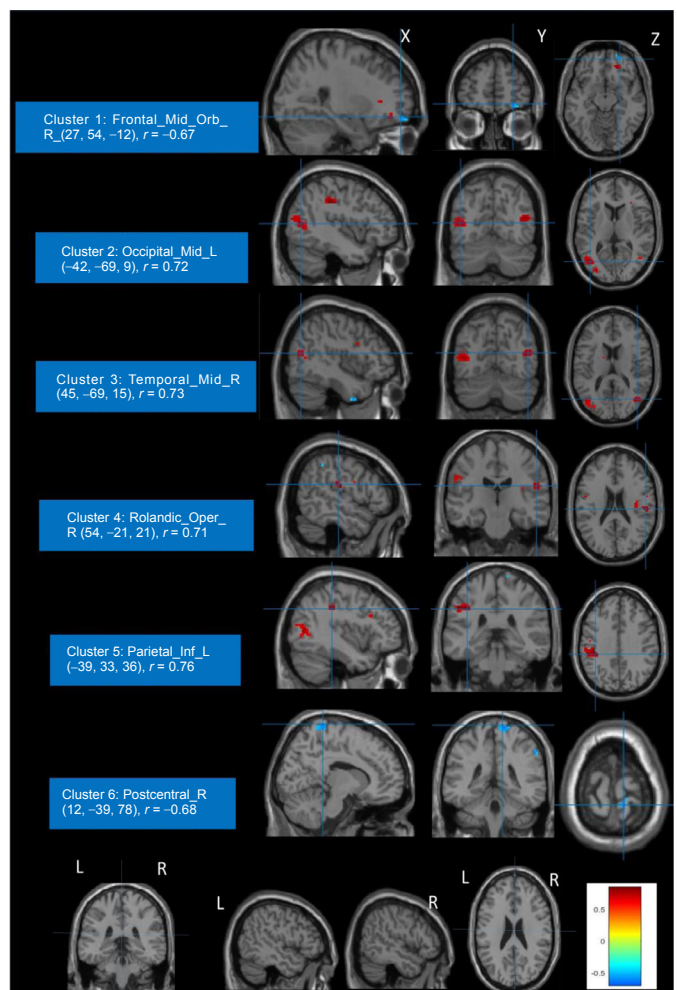 X Y Z
Cluster 1: Frontal_Mid_Orb_
R_(27, 54, −12), r = −0.67
Cluster 2: Occipital_Mid_L
(−42, −69, 9), r = 0.72
Cluster 3: Temporal_Mid_R
(45, −69, 15), r = 0.73
Cluster 4: Rolandic_Oper_
R (54, −21, 21), r = 0.71
Cluster 5: Parietal_Inf_L
(−39, 33, 36), r = 0.76
Cluster 6: Postcentral_R
(12, −39, 78), r = −0.68
L R L R L R
0.5
0
-0.5